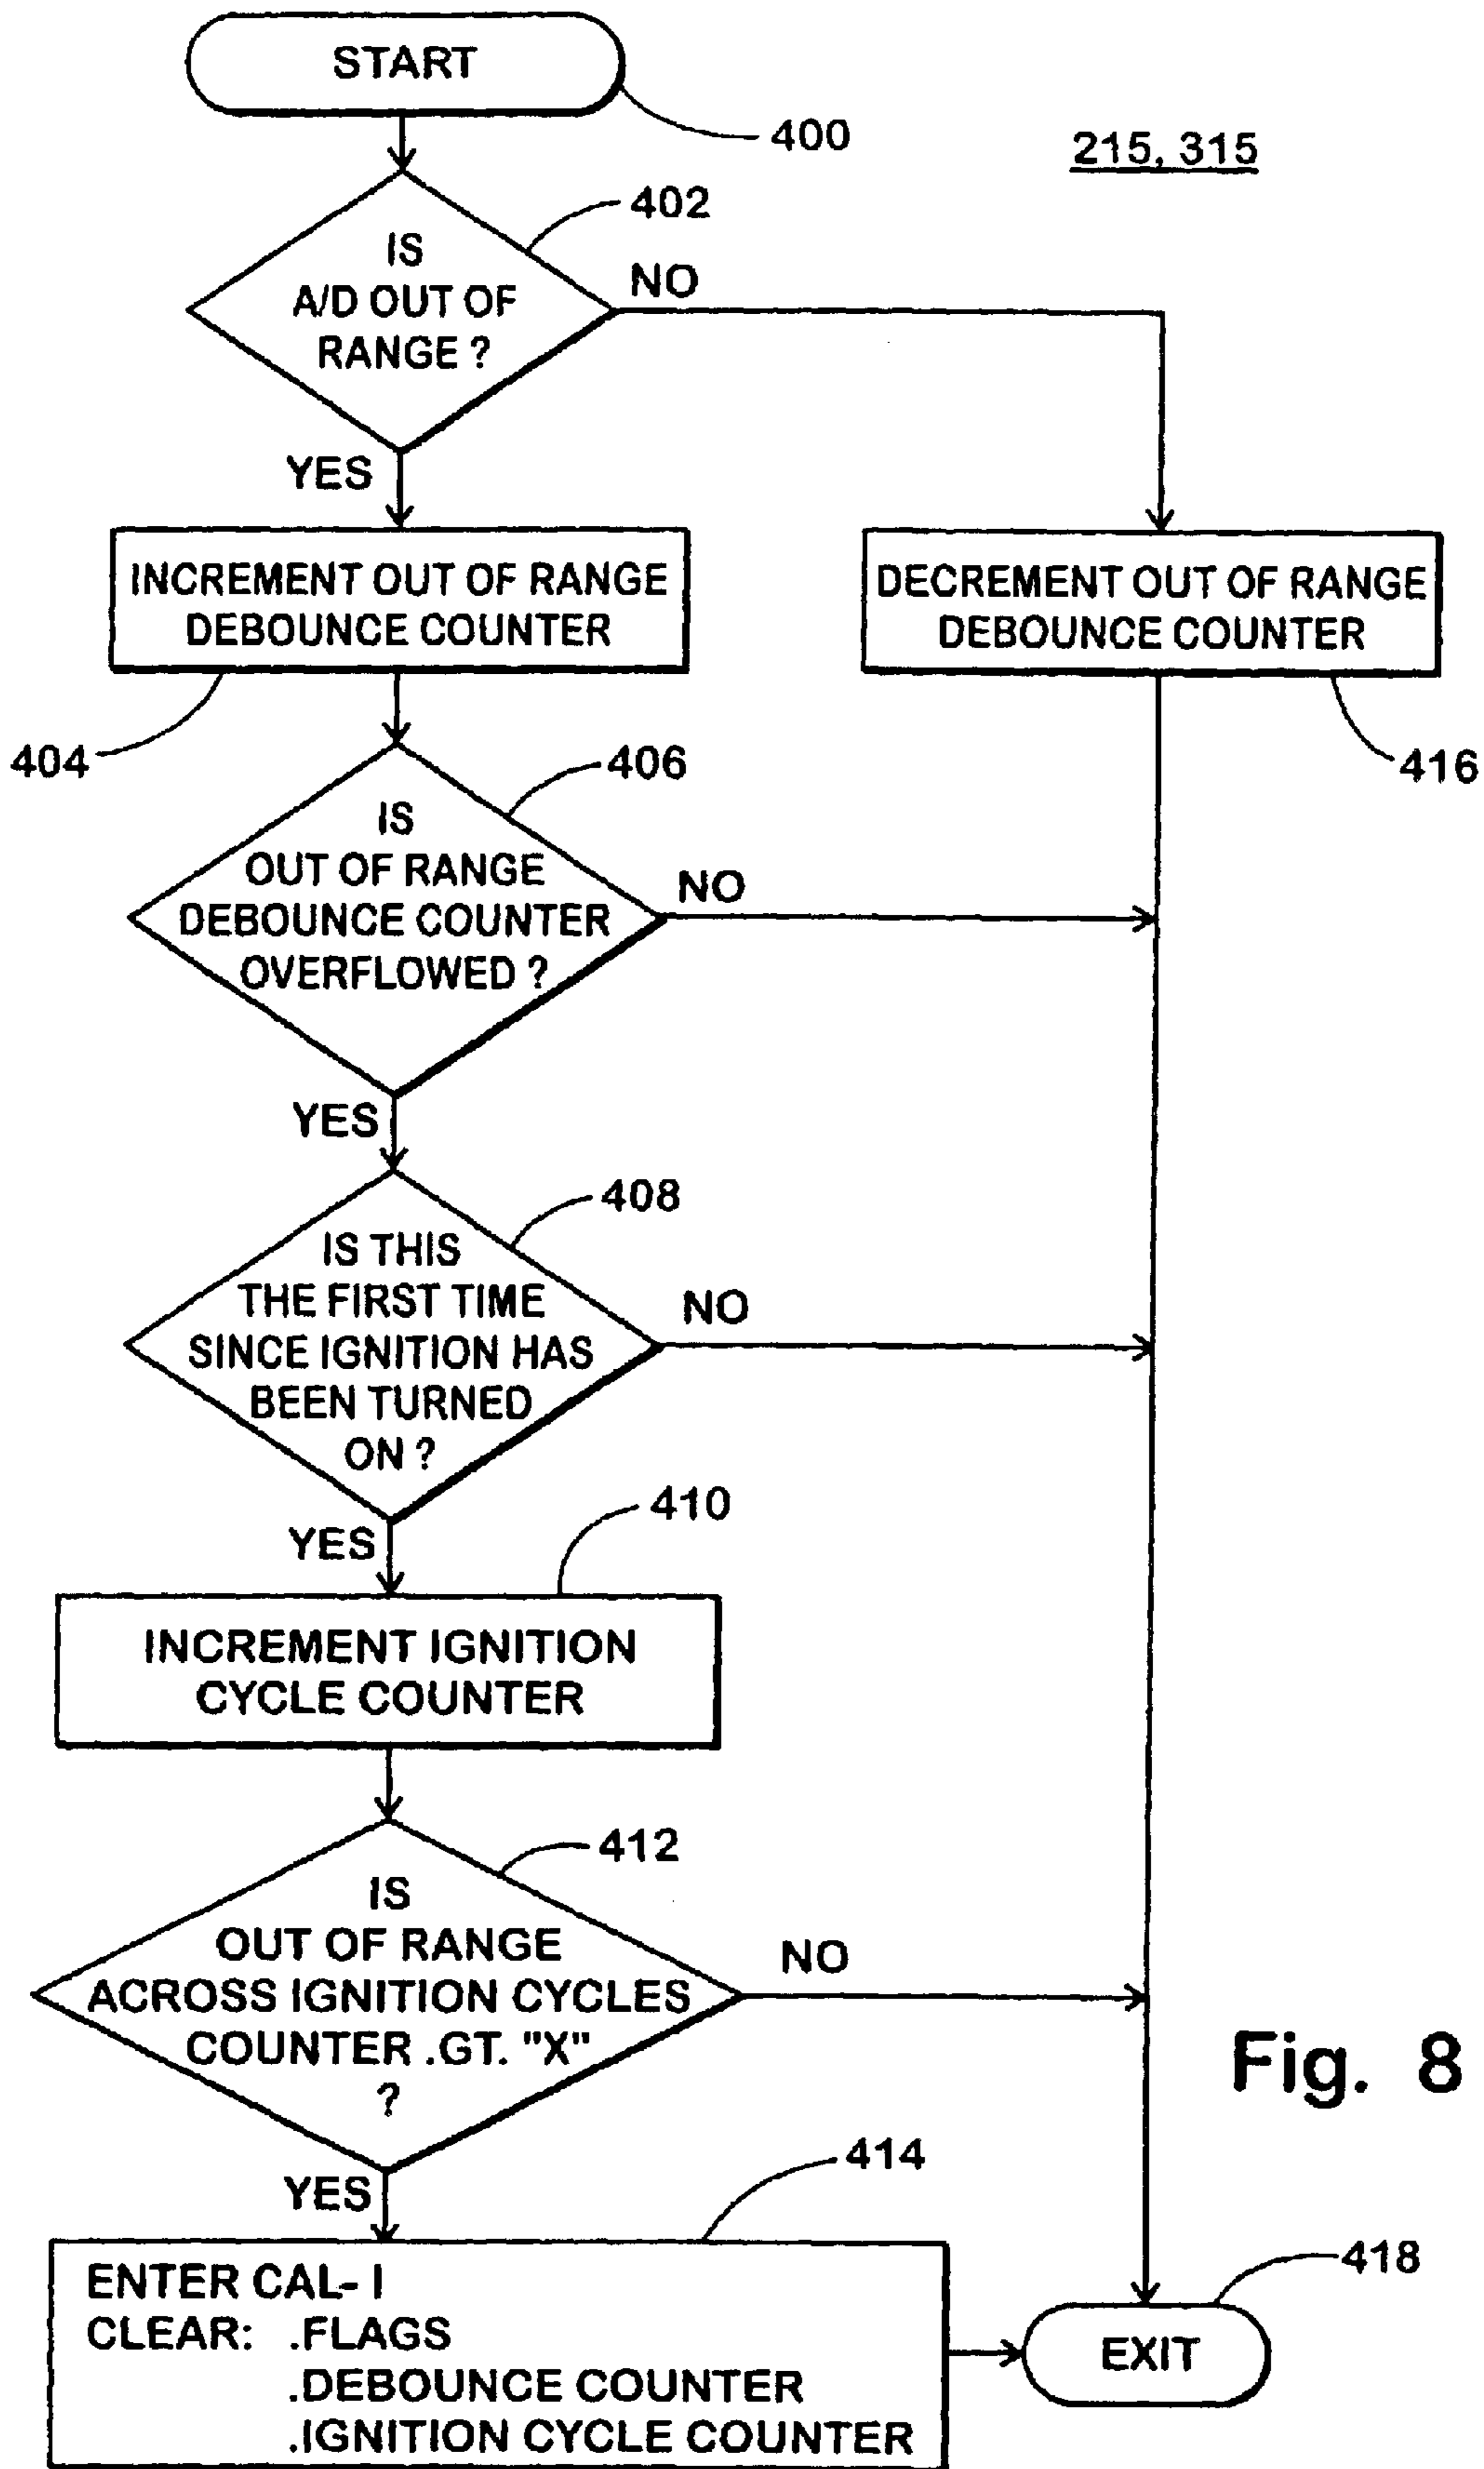 START
400
215, 315
402
IS
A/D OUT OF
RANGE ?
NO
YES
INCREMENT OUT OF RANGE
DEBOUNCE COUNTER
404
DECREMENT OUT OF RANGE
DEBOUNCE COUNTER
416
406
IS
OUT OF RANGE
DEBOUNCE COUNTER
OVERFLOWED ?
NO
YES
408
IS THIS
THE FIRST TIME
SINCE IGNITION HAS
BEEN TURNED
ON ?
NO
YES
410
INCREMENT IGNITION
CYCLE COUNTER
412
IS
OUT OF RANGE
ACROSS IGNITION CYCLES
COUNTER .GT. "X"
?
NO
YES
Fig. 8
414
ENTER CAL- I
CLEAR: .FLAGS
.DEBOUNCE COUNTER
.IGNITION CYCLE COUNTER
418
EXIT